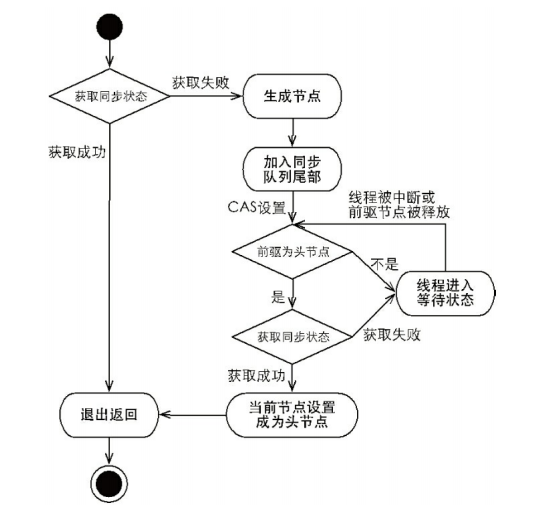 获取同步状态
获取失败
生成节点
获取成功
加入同步
队列尾部
CAS设置
线程被中断或
前驱节点被释放
前驱为头节点
不是
线程进入
等待状态
是
获取同步状态
获取失败
获取成功
退出返回
当前节点设置
成为头节点